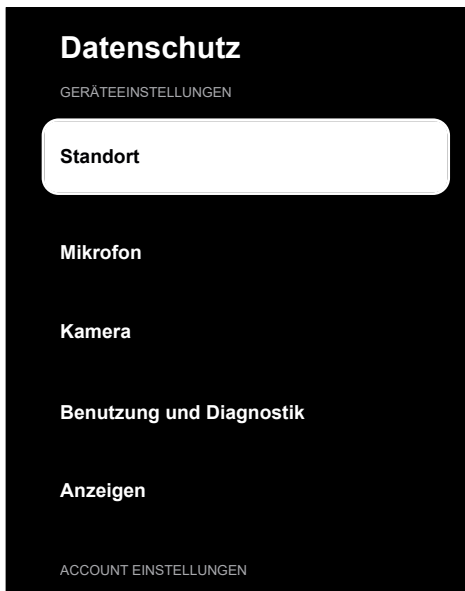 Datenschutz
GERÄTEEINSTELLUNGEN
Standort
Mikrofon
Kamera
Benutzung und Diagnostik
Anzeigen
ACCOUNT EINSTELLUNGEN